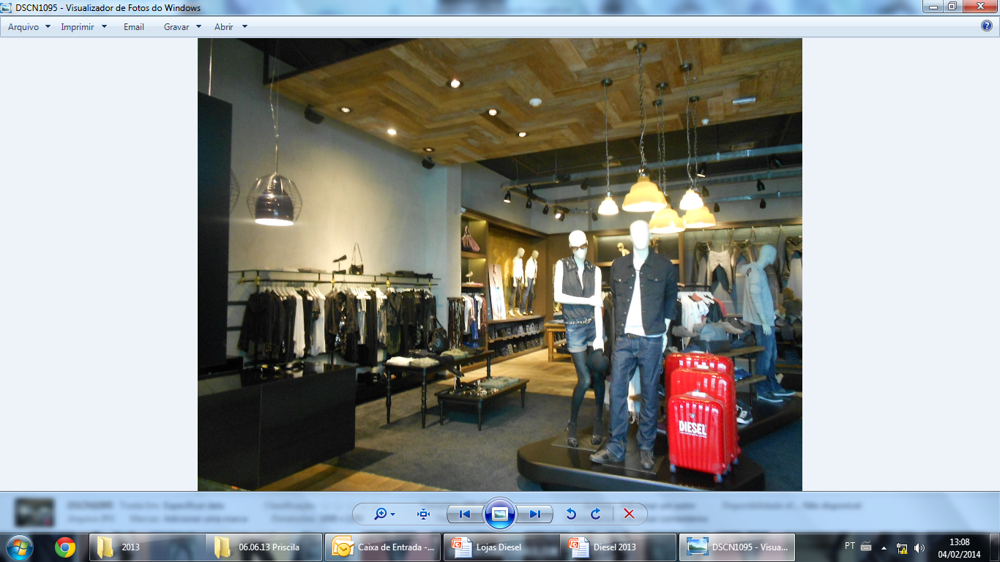 DSCN1095 - Visualizador de Fotos do Windows
Arquivo Imprimir Email Gravar Abrir
DIESEL
DSCN1095
2013 06.06.13 Priscila Caixa de Entrada -... Lojas Diesel Diesel 2013 DSCN1095 - Visua...
PT 13:08
04/02/2014